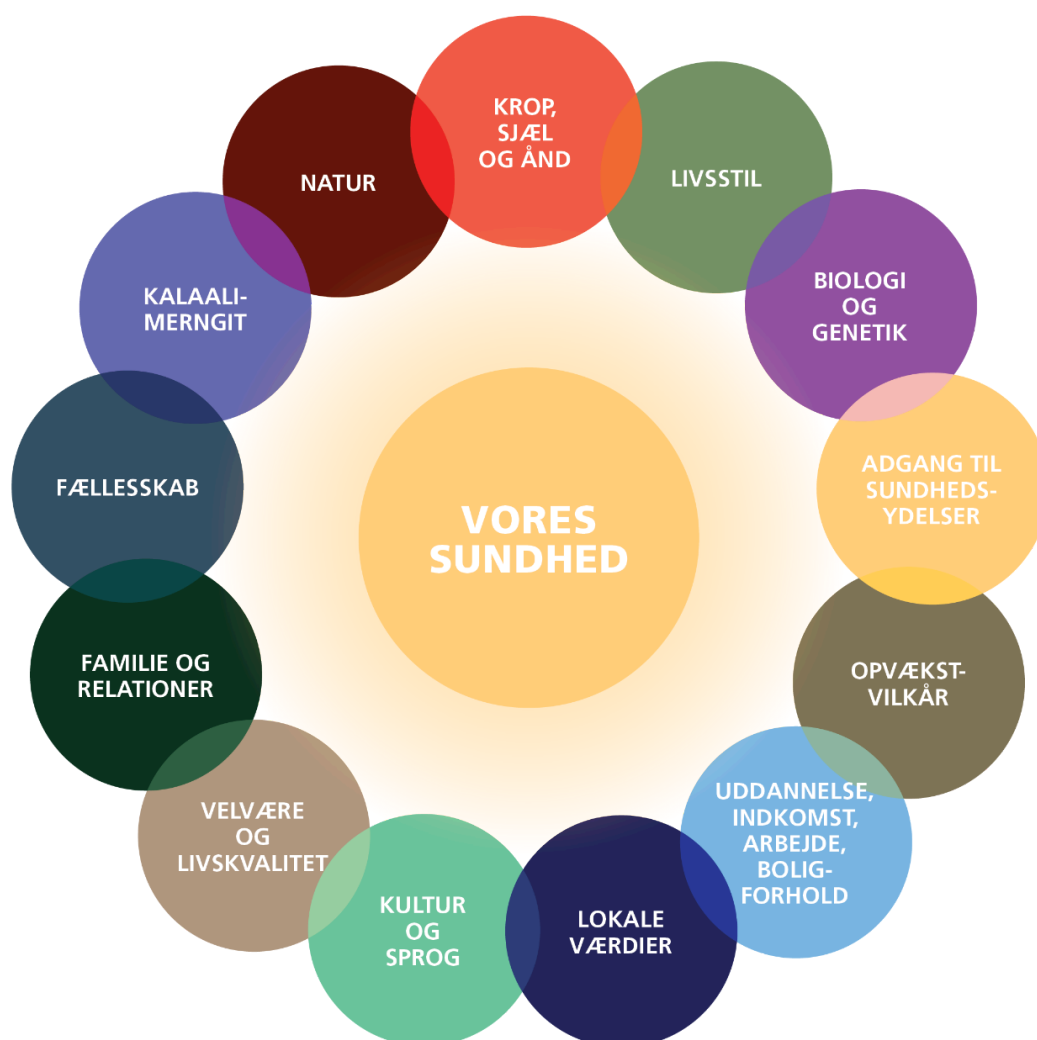 KROP,
SJÆL
OG ÅND
LIVSSTIL
BIOLOGI
OG
GENETIK
ADGANG TIL
SUNDHEDS-
YDELSER
OPVÆKST-
VILKÅR
UDDANNELSE,
INDKOMST,
ARBEJDE,
BOLIG-
FORHOLD
LOKALE
VÆRDIER
KULTUR
OG
SPROG
VELVÆRE
OG
LIVSKVALITET
FAMILIE OG
RELATIONER
FÆLLESSKAB
KALAALI-
MERNGIT
NATUR
VORES
SUNDHED